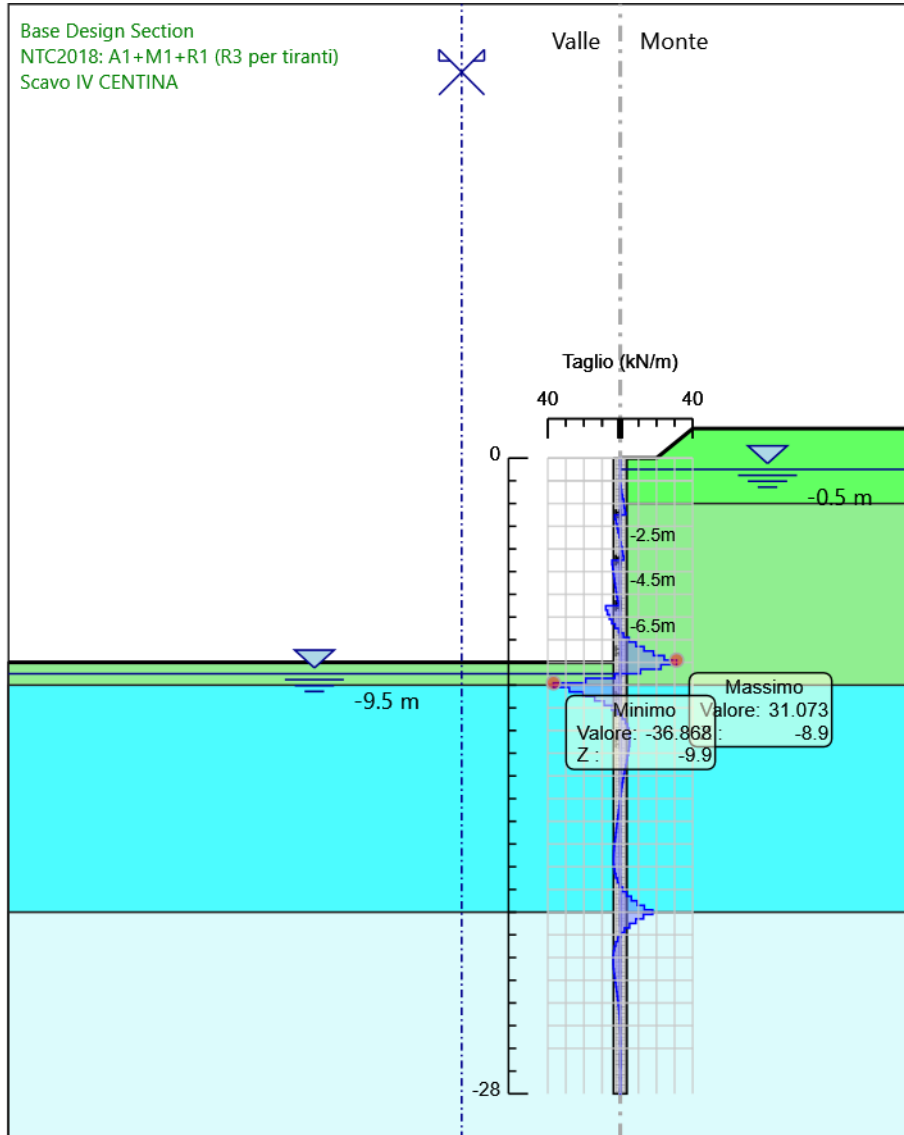 Base Design Section
NTC2018: A1+M1+R1 (R3 per tiranti)
Scavo IV CENTINA
Valle
Monte
Taglio (kN/m)
40
40
0
-0.5 m
-2.5m
-4.5m
-6.5m
-9.5 m
Massimo
Valore: 31.073
: -8.9
Minimo
Valore: -36.868
Z : -9.9
-28